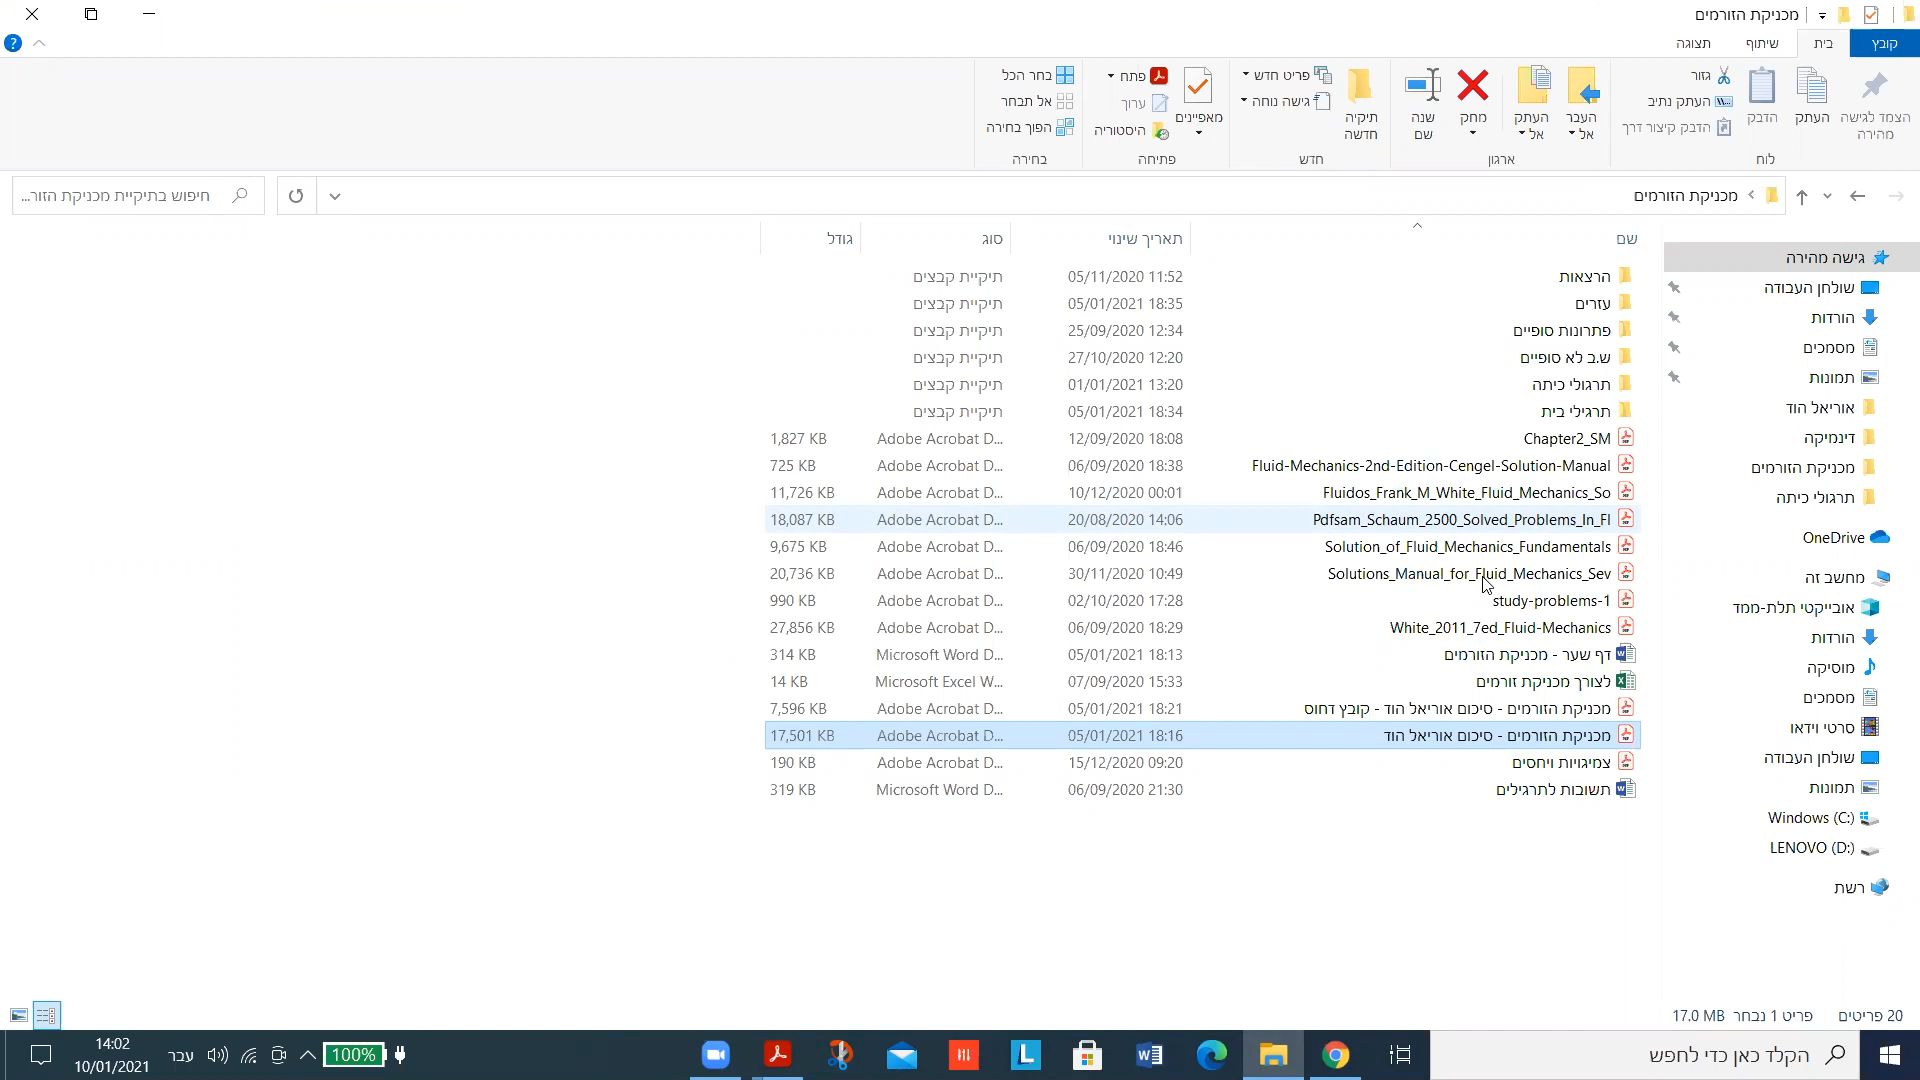 מכניקת הזורמים
קובץ
בית
שיתוף
תצוגה
הצמד לגישה מהירה
העתק
הדבק
גזור
העתק נתיב
הדבק קיצור דרך
לוח
העבר אל
העתק אל
מחק
שנה שם
ארגון
תיקיה חדשה
פריט חדש
גישה נוחה
חדש
מאפיינים
פתח
ערוך
היסטוריה
פתיחה
בחר הכל
אל תבחר
הפוך בחירה
בחירה
מכניקת הזורמים
חיפוש בתיקיית מכניקת הזור...
גישה מהירה
שולחן העבודה
הורדות
מסמכים
תמונות
אוריאל הוד
דינמיקה
מכניקת הזורמים
תרגולי כיתה
OneDrive
מחשב זה
אובייקטי תלת-ממד
הורדות
מוסיקה
מסמכים
סרטי וידאו
שולחן העבודה
תמונות
Windows (C:)
LENOVO (D:)
רשת
שם תאריך שינוי סוג גודל
הרצאות 05/11/2020 11:52 תיקיית קבצים
עזרים 05/01/2021 18:35 תיקיית קבצים
פתרונות סופיים 25/09/2020 12:34 תיקיית קבצים
ש.ב לא סופיים 27/10/2020 12:20 תיקיית קבצים
תרגולי כיתה 01/01/2021 13:20 תיקיית קבצים
תרגילי בית 05/01/2021 18:34 תיקיית קבצים
Chapter2_SM 12/09/2020 18:08 Adobe Acrobat D... 1,827 KB
Fluid-Mechanics-2nd-Edition-Cengel-Solution-Manual 06/09/2020 18:38 Adobe Acrobat D... 725 KB
Fluidos_Frank_M_White_Fluid_Mechanics_So 10/12/2020 00:01 Adobe Acrobat D... 11,726 KB
Pdfsam_Schaum_2500_Solved_Problems_In_Fl 20/08/2020 14:06 Adobe Acrobat D... 18,087 KB
Solution_of_Fluid_Mechanics_Fundamentals 06/09/2020 18:46 Adobe Acrobat D... 9,675 KB
Solutions_Manual_for_Fluid_Mechanics_Sev 30/11/2020 10:49 Adobe Acrobat D... 20,736 KB
study-problems-1 02/10/2020 17:28 Adobe Acrobat D... 990 KB
White_2011_7ed_Fluid-Mechanics 06/09/2020 18:29 Adobe Acrobat D... 27,856 KB
דף שער - מכניקת הזורמים 05/01/2021 18:13 Microsoft Word D... 314 KB
לצורך מכניקת זורמים 07/09/2020 15:33 Microsoft Excel W... 14 KB
מכניקת הזורמים - סיכום אוריאל הוד - קובץ דחוס 05/01/2021 18:21 Adobe Acrobat D... 7,596 KB
מכניקת הזורמים - סיכום אוריאל הוד 05/01/2021 18:16 Adobe Acrobat D... 17,501 KB
צמיגויות ויחסים 15/12/2020 09:20 Adobe Acrobat D... 190 KB
תשובות לתרגילים 06/09/2020 21:30 Microsoft Word D... 319 KB
20 פריטים פריט 1 נבחר 17.0 MB
הקלד כאן כדי לחפש
100%
עבר
14:02
10/01/2021